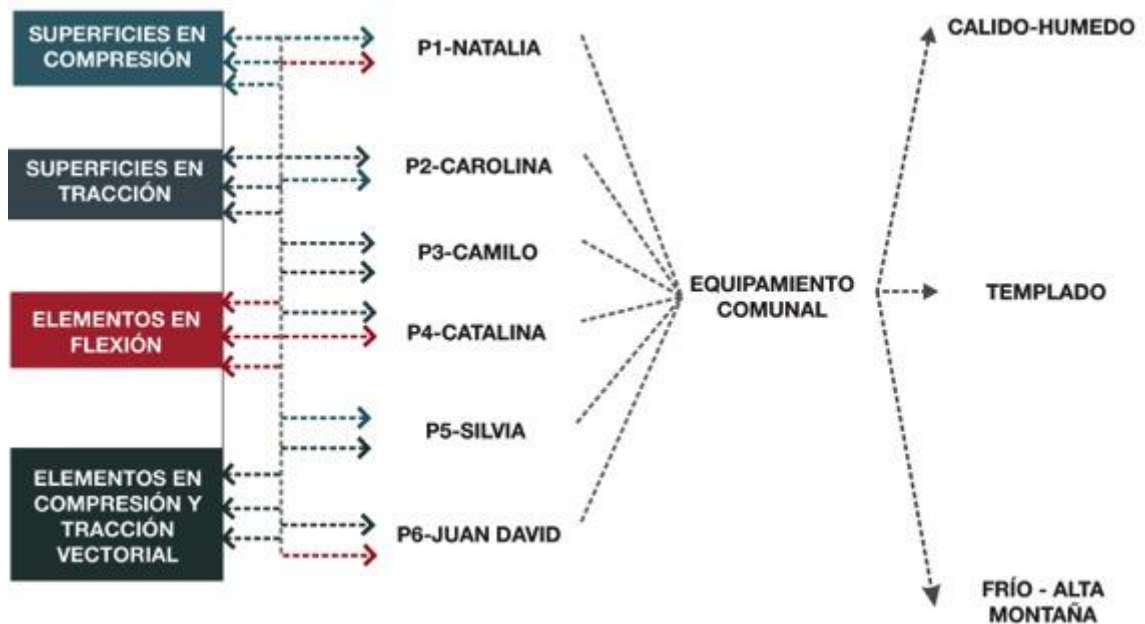 SUPERFICIES EN
COMPRESIÓN
SUPERFICIES EN
TRACCIÓN
ELEMENTOS EN
FLEXIÓN
ELEMENTOS EN
COMPRESIÓN Y
TRACCIÓN
VECTORIAL
P1-NATALIA
P2-CAROLINA
P3-CAMILO
P4-CATALINA
P5-SILVIA
P6-JUAN DAVID
EQUIPAMIENTO
COMUNAL
CALIDO-HUMEDO
TEMPLADO
FRÍO - ALTA
MONTAÑA